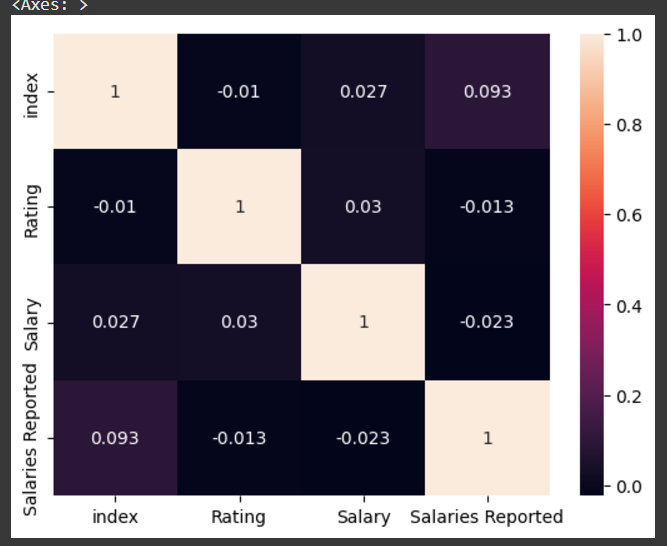 <Axes: >
index
1
-0.01
0.027
0.093
Rating
-0.01
1
0.03
-0.013
Salary
0.027
0.03
1
-0.023
Salaries Reported
0.093
-0.013
-0.023
1
index
Rating
Salary
Salaries Reported
1.0
0.8
0.6
0.4
0.2
0.0